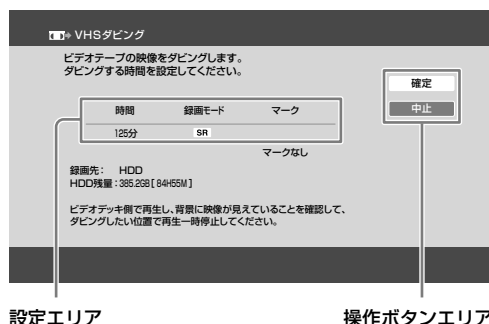 VHSダビング
ビデオテープの映像をダビングします。
ダビングする時間を設定してください。
確定
中止
時間 録画モード マーク
125分 SR
マークなし
録画先： HDD
HDD残量：385.2GB [ 84H55M ]
ビデオデッキ側で再生し、背景に映像が見えていることを確認して、
ダビングしたい位置で再生一時停止してください。
設定エリア 操作ボタンエリア